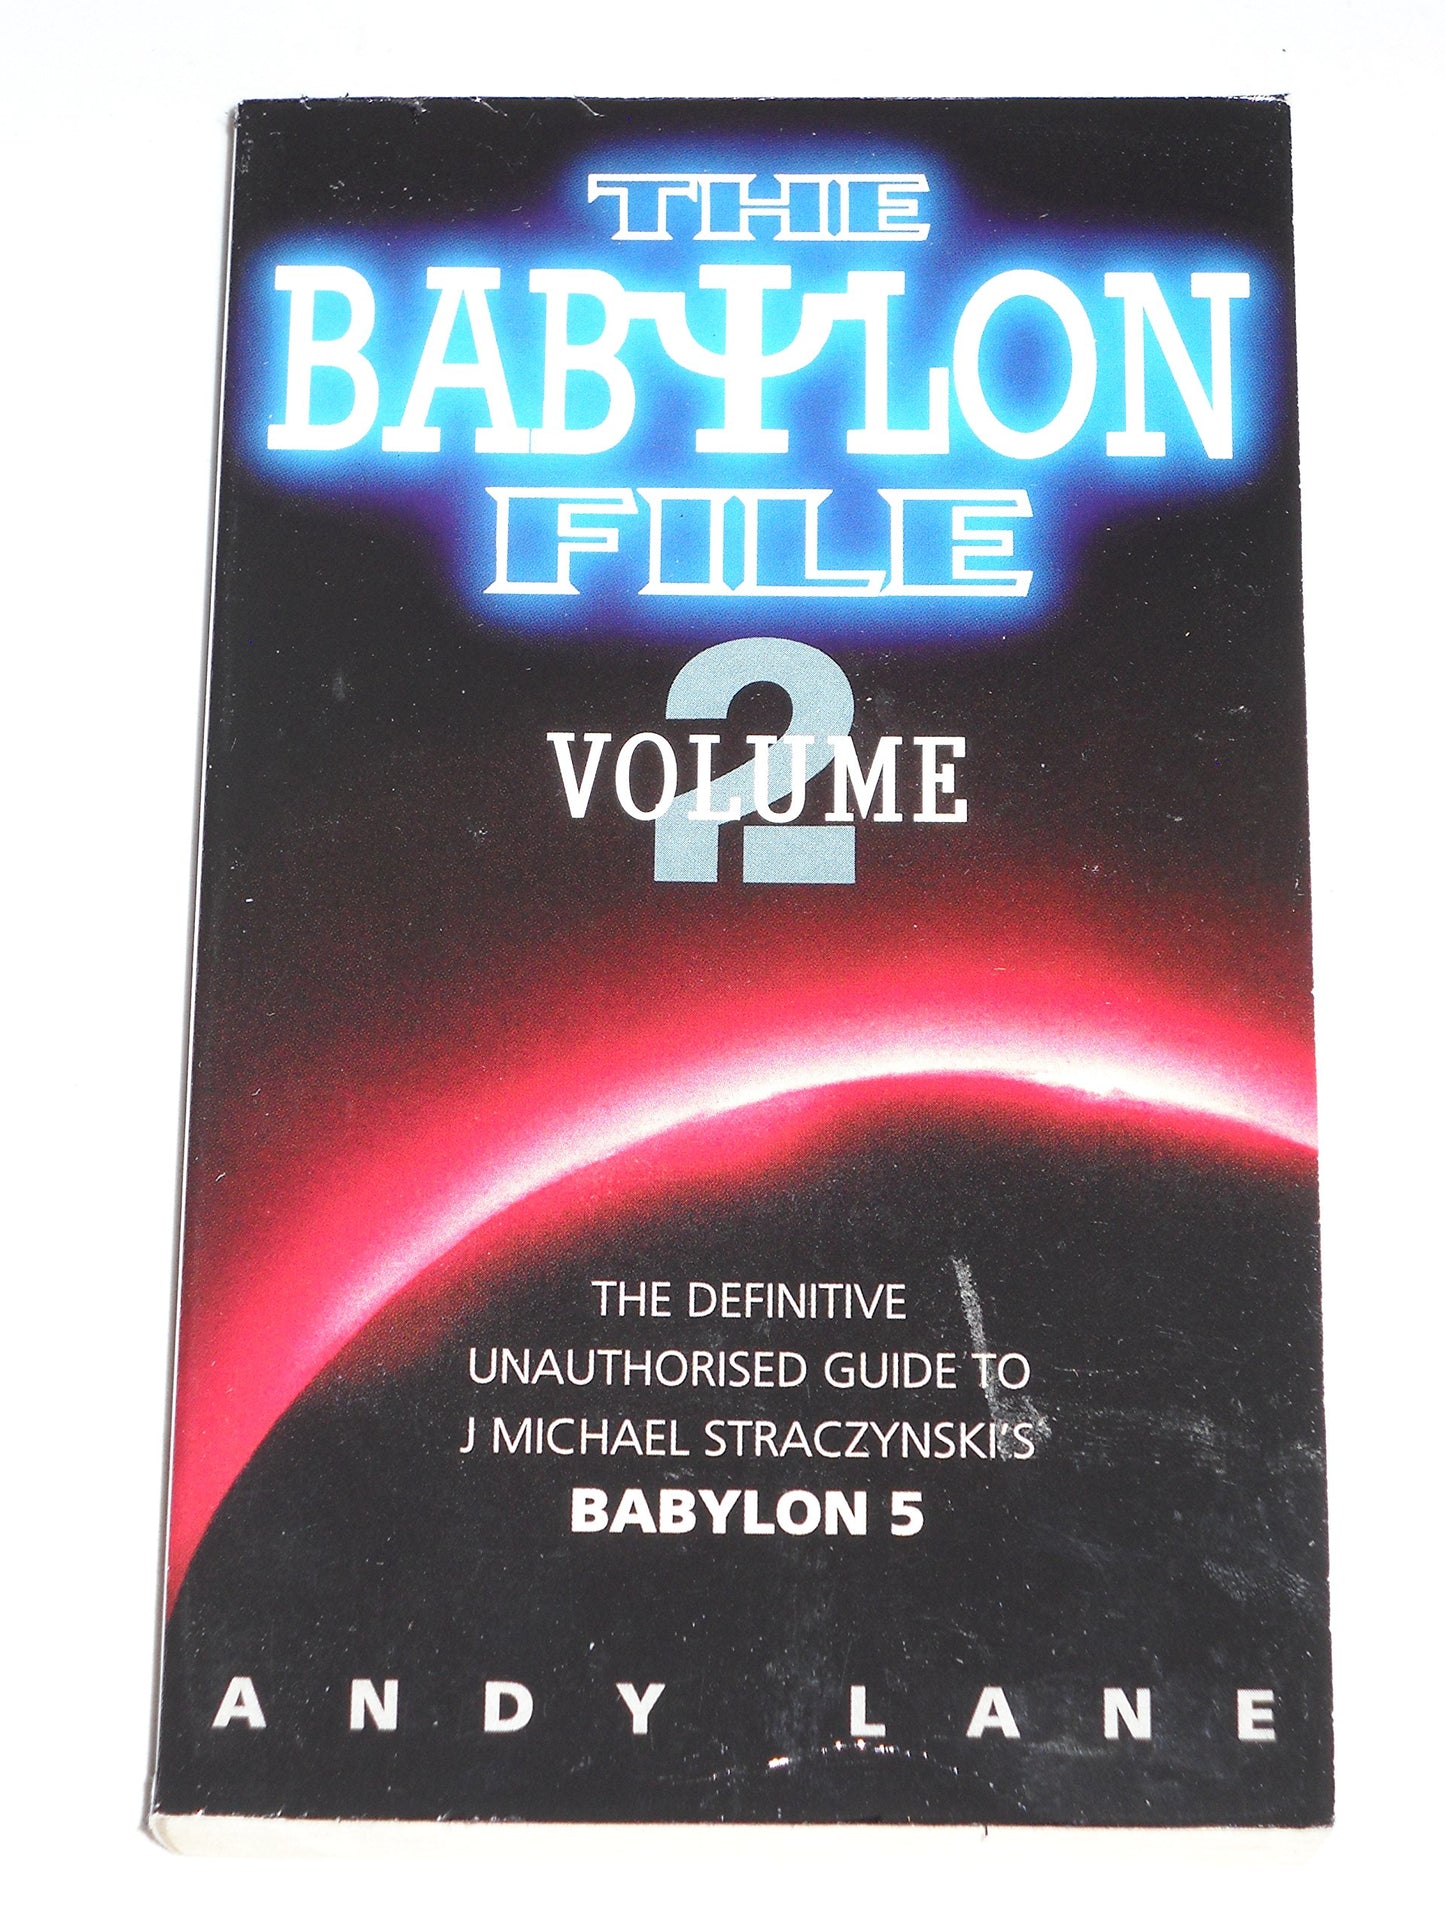 THE
BABYLON
FILE
2
VOLUME
THE DEFINITIVE
UNAUTHORISED GUIDE TO
J MICHAEL STRACZYNSKI'S
BABYLON 5
ANDY LANE